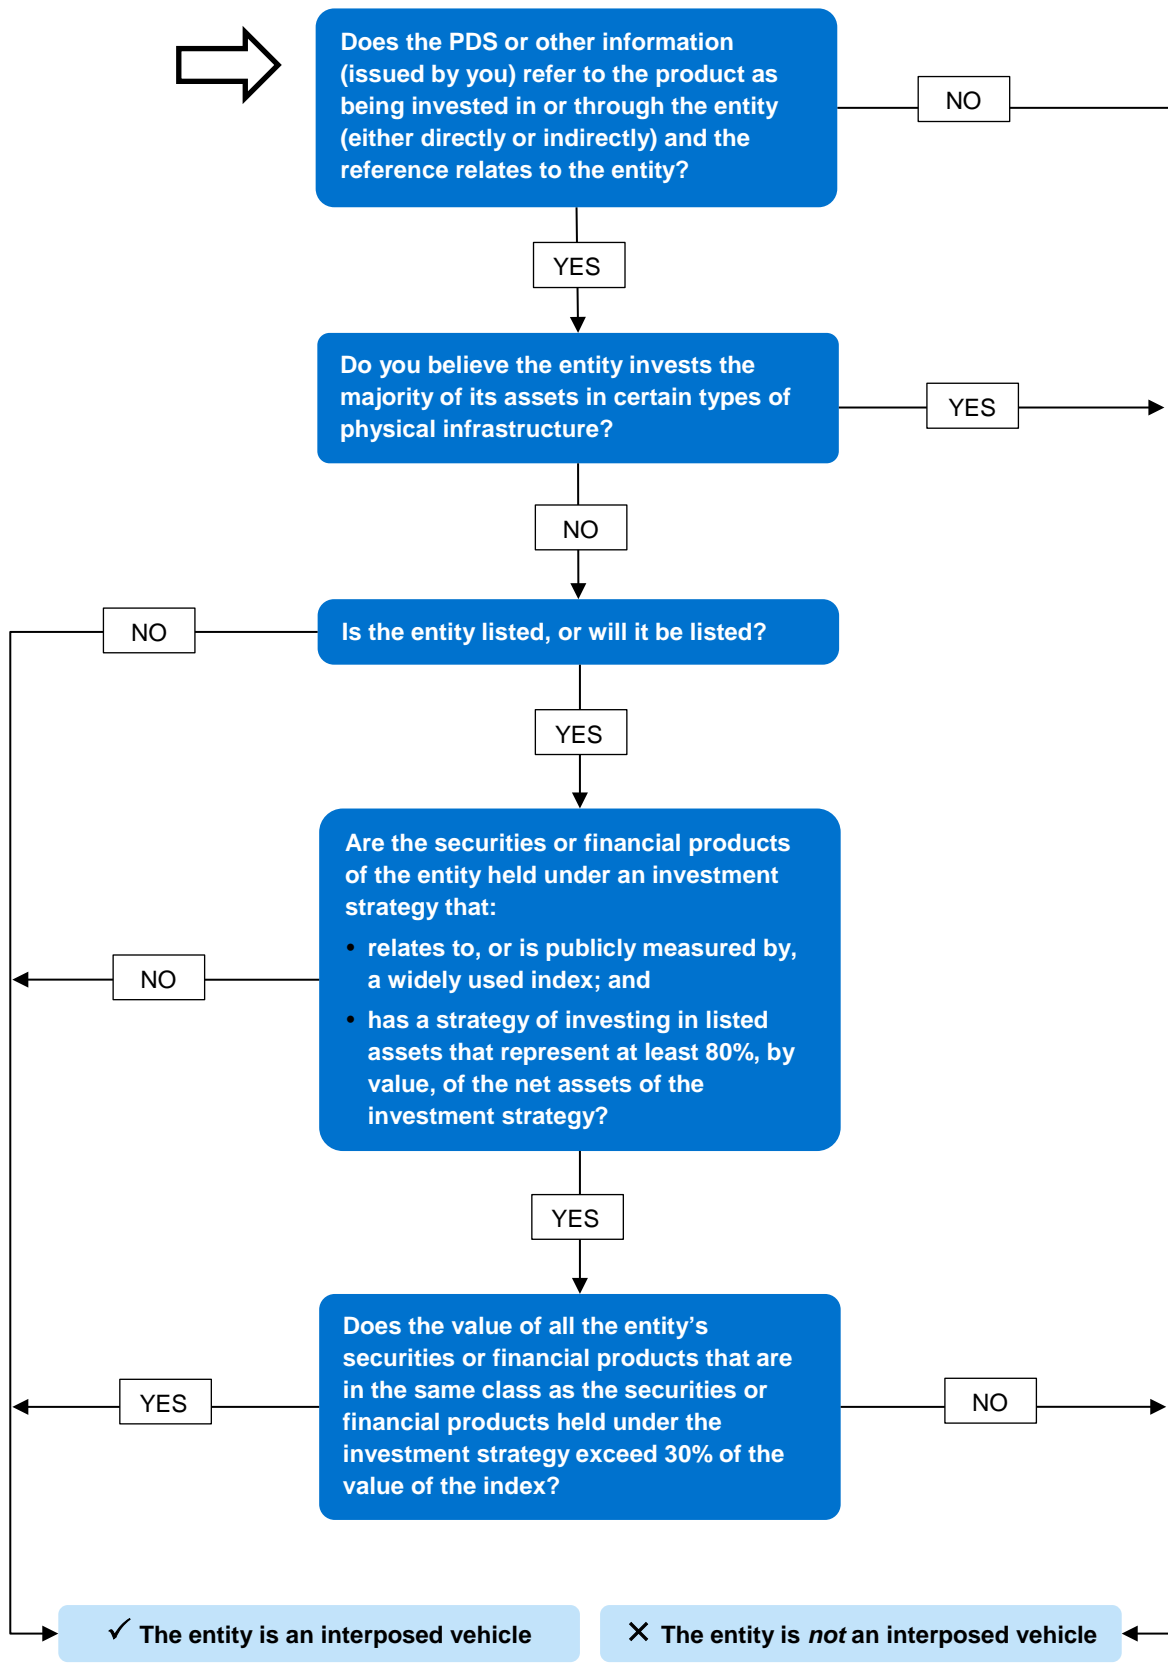 Does the PDS or other information
(issued by you) refer to the product as
being invested in or through the entity
(either directly or indirectly) and the
reference relates to the entity?
NO
YES
Do you believe the entity invests the
majority of its assets in certain types of
physical infrastructure?
YES
NO
NO
Is the entity listed, or will it be listed?
YES
Are the securities or financial products
of the entity held under an investment
strategy that:
• relates to, or is publicly measured by,
a widely used index; and
• has a strategy of investing in listed
assets that represent at least 80%, by
value, of the net assets of the
investment strategy?
NO
YES
Does the value of all the entity’s
securities or financial products that are
in the same class as the securities or
financial products held under the
investment strategy exceed 30% of the
value of the index?
YES
NO
✓ The entity is an interposed vehicle
✕ The entity is not an interposed vehicle